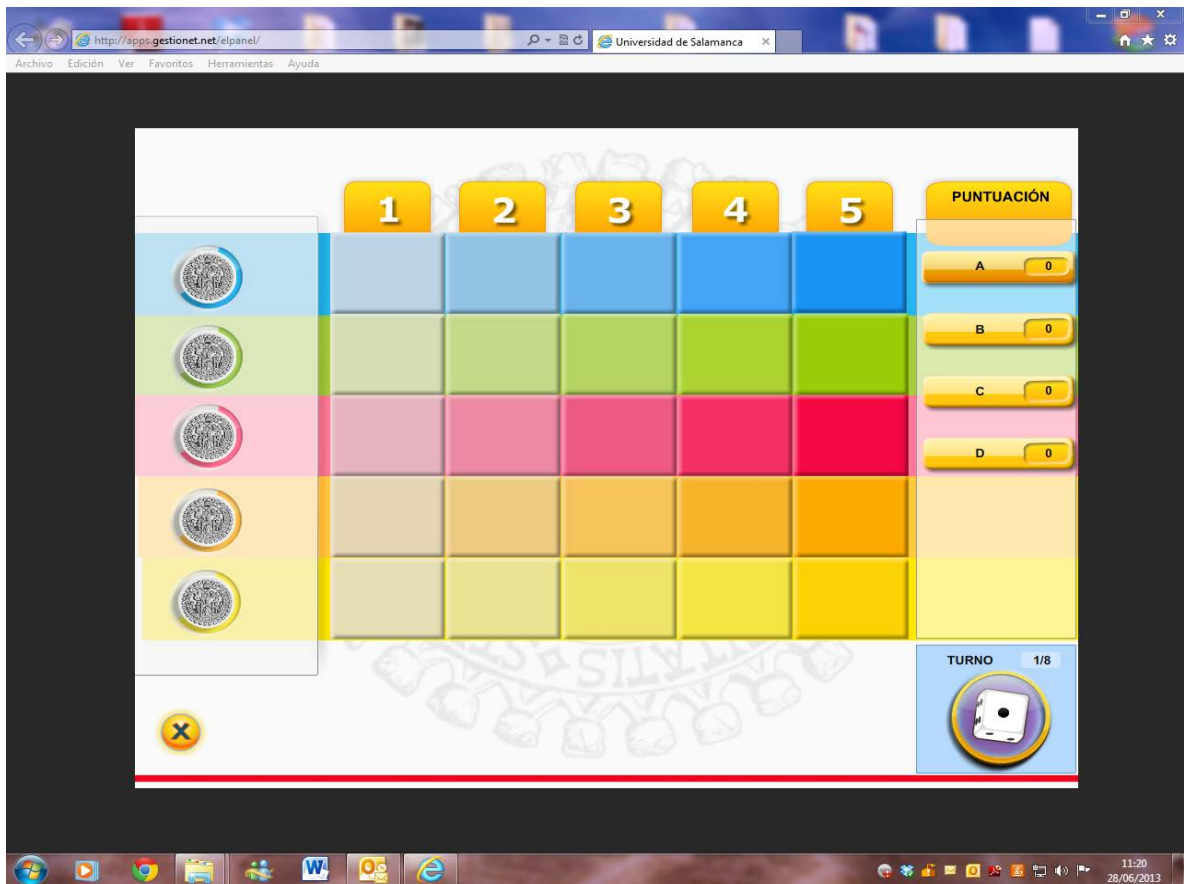 http://apps.gestionet.net/elpanel/
Universidad de Salamanca
Archivo Edición Ver Favoritos Herramientas Ayuda
1 2 3 4 5 PUNTUACIÓN
A 0
B 0
C 0
D 0
TURNO 1/8
11:20
28/06/2013